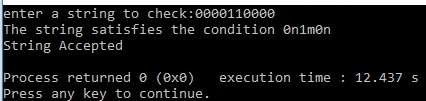 enter a string to check:0000110000
The string satisfies the condition 0n1m0n
String Accepted
Process returned 0 (0x0)   execution time : 12.437 s
Press any key to continue.